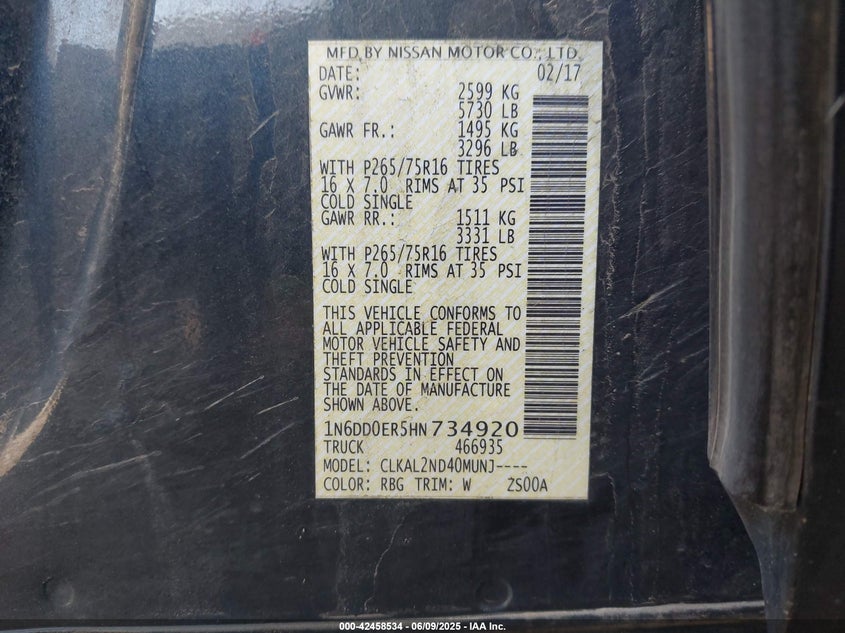 MFD BY NISSAN MOTOR CO., LTD.
DATE: 02/17
GVWR: 2599 KG
5730 LB
GAWR FR.: 1495 KG
3296 LB
WITH P265/75R16 TIRES
16 X 7.0 RIMS AT 35 PSI
COLD SINGLE
GAWR RR.: 1511 KG
3331 LB
WITH P265/75R16 TIRES
16 X 7.0 RIMS AT 35 PSI
COLD SINGLE
THIS VEHICLE CONFORMS TO
ALL APPLICABLE FEDERAL
MOTOR VEHICLE SAFETY AND
THEFT PREVENTION
STANDARDS IN EFFECT ON
THE DATE OF MANUFACTURE
SHOWN ABOVE.
1N6DD0ER5HN734920
TRUCK 466935
MODEL: CLKAL2ND40MUNJ----
COLOR: RBG TRIM: W 2S00A
000-42458534 - 06/09/2025 - IAA Inc.